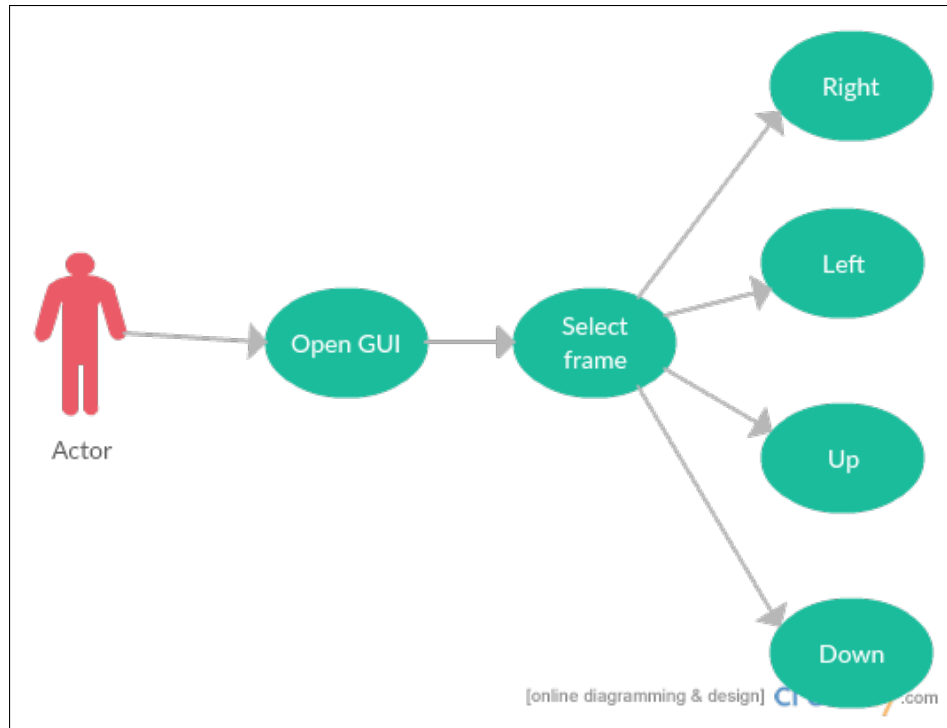 Right
Left
Actor
Open GUI
Select
frame
Up
Down
[online diagramming & design]
.com